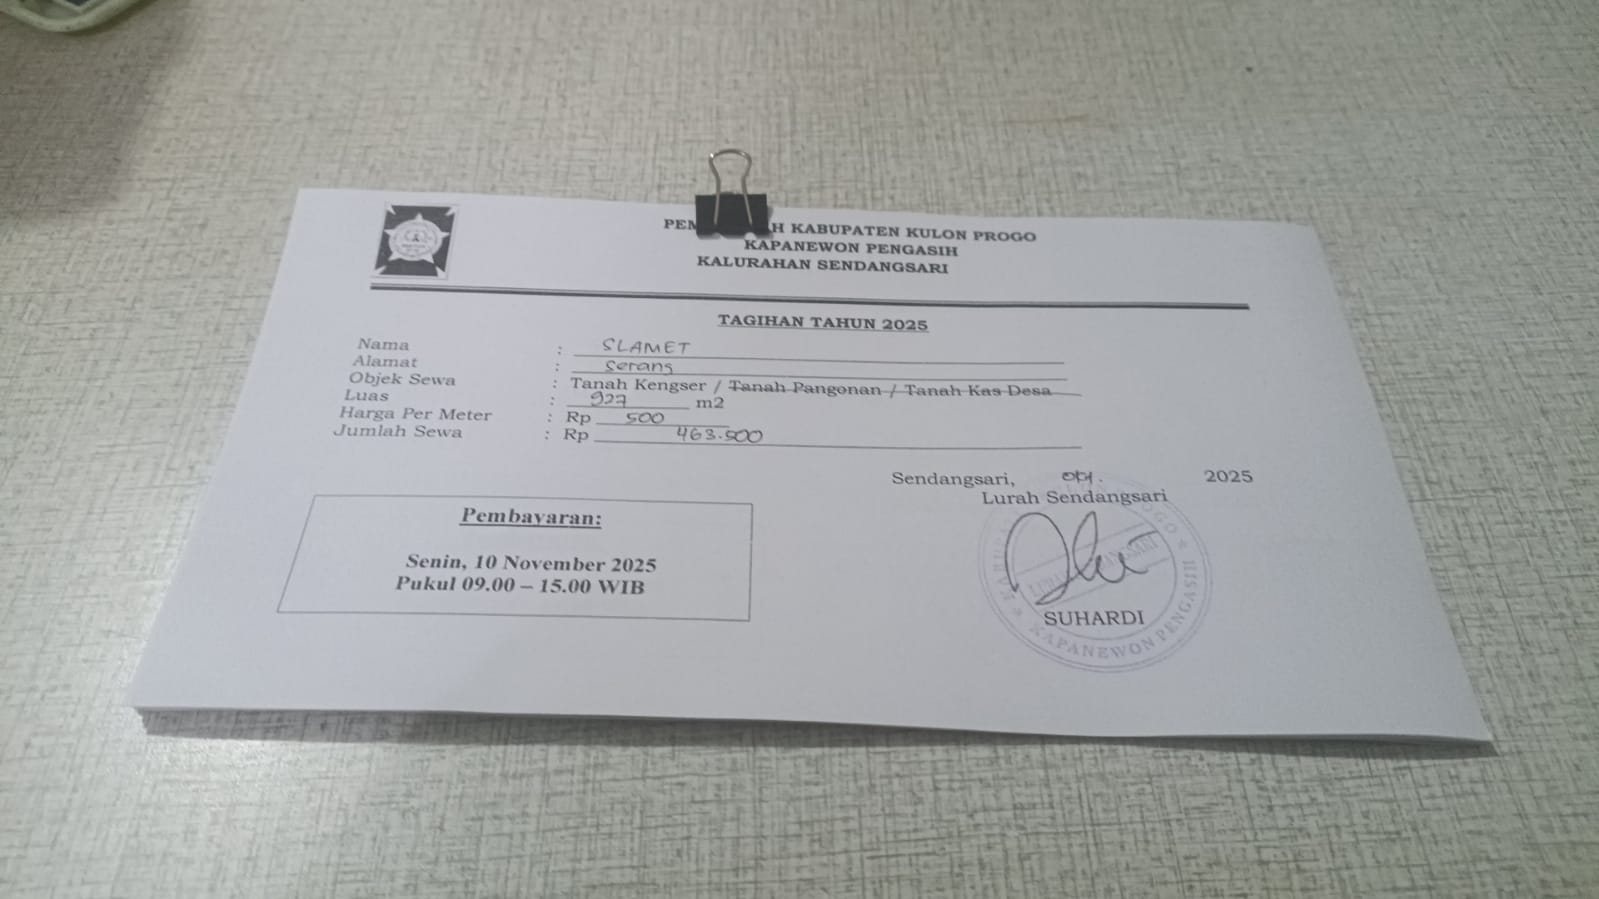 PEM H KABUPATEN KULON PROGO
KAPANEWON PENGASIH
KALURAHAN SENDANGSARI
TAGIHAN TAHUN 2025
Nama : SLAMET
Alamat : Serang
Objek Sewa : Tanah Kengser / Tanah Pangonan / Tanah Kas Desa
Luas : 927 m2
Harga Per Meter : Rp 500
Jumlah Sewa : Rp 463.500
Sendangsari, 2025
Lurah Sendangsari
SUHARDI
KAPANEWON PENGASIH
Pembayaran:
Senin, 10 November 2025
Pukul 09.00 – 15.00 WIB